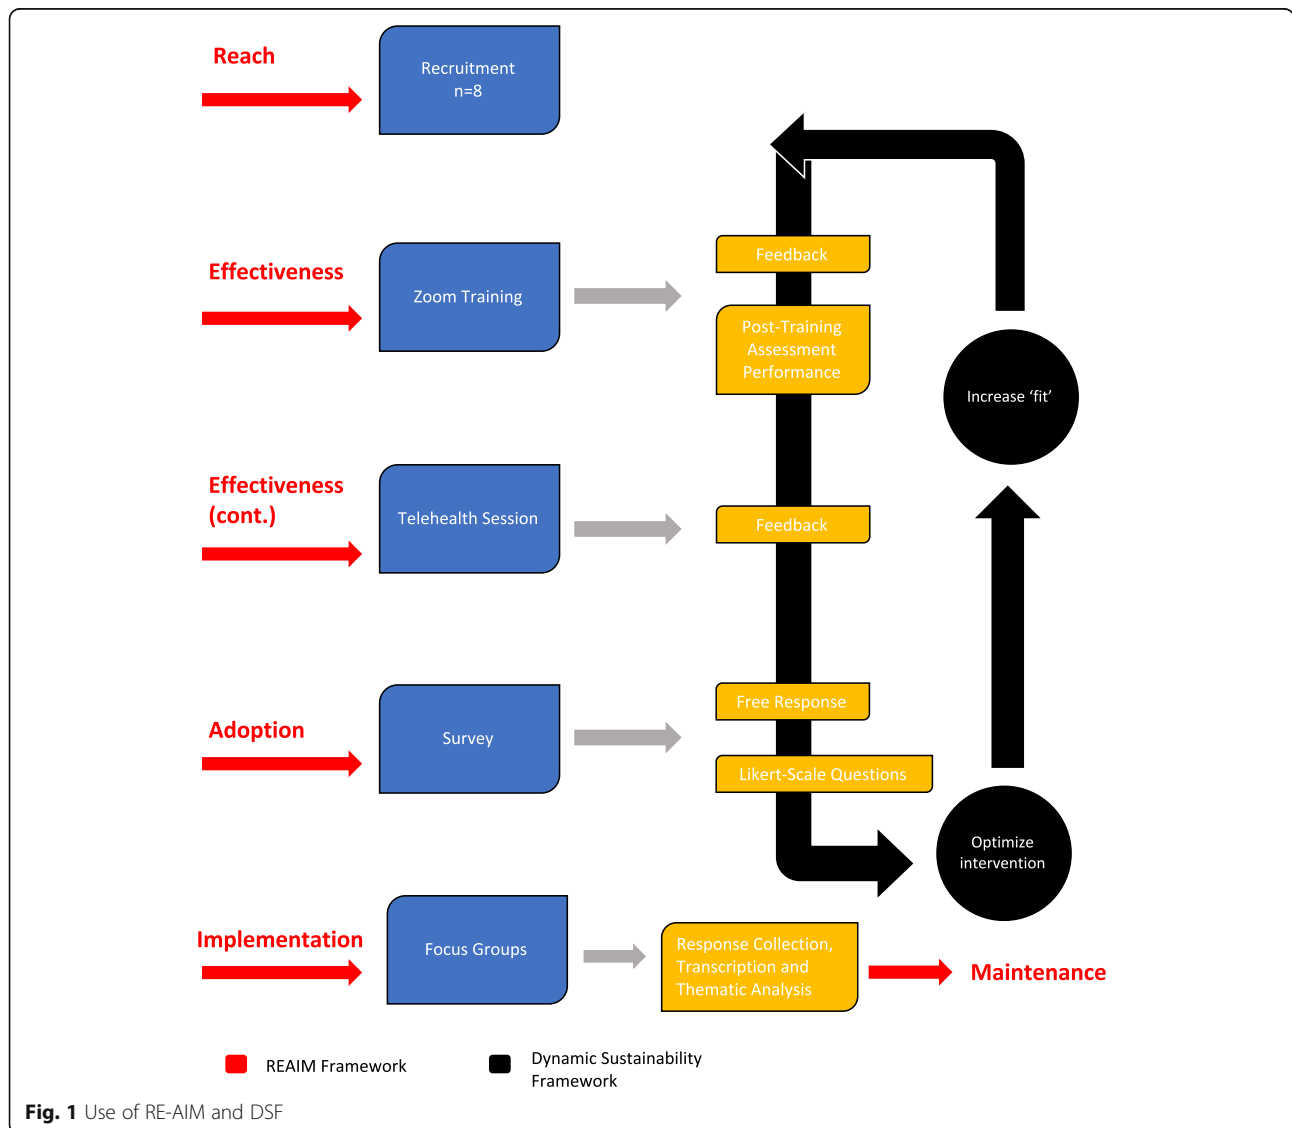 Reach
Recruitment
n=8
Effectiveness
Zoom Training
Feedback
Post-Training
Assessment
Performance
Increase ‘fit’
Effectiveness
(cont.)
Telehealth Session
Feedback
Adoption
Survey
Free Response
Likert-Scale Questions
Optimize
intervention
Implementation
Focus Groups
Response Collection,
Transcription and
Thematic Analysis
Maintenance
REAIM Framework
Dynamic Sustainability
Framework
Fig. 1 Use of RE-AIM and DSF